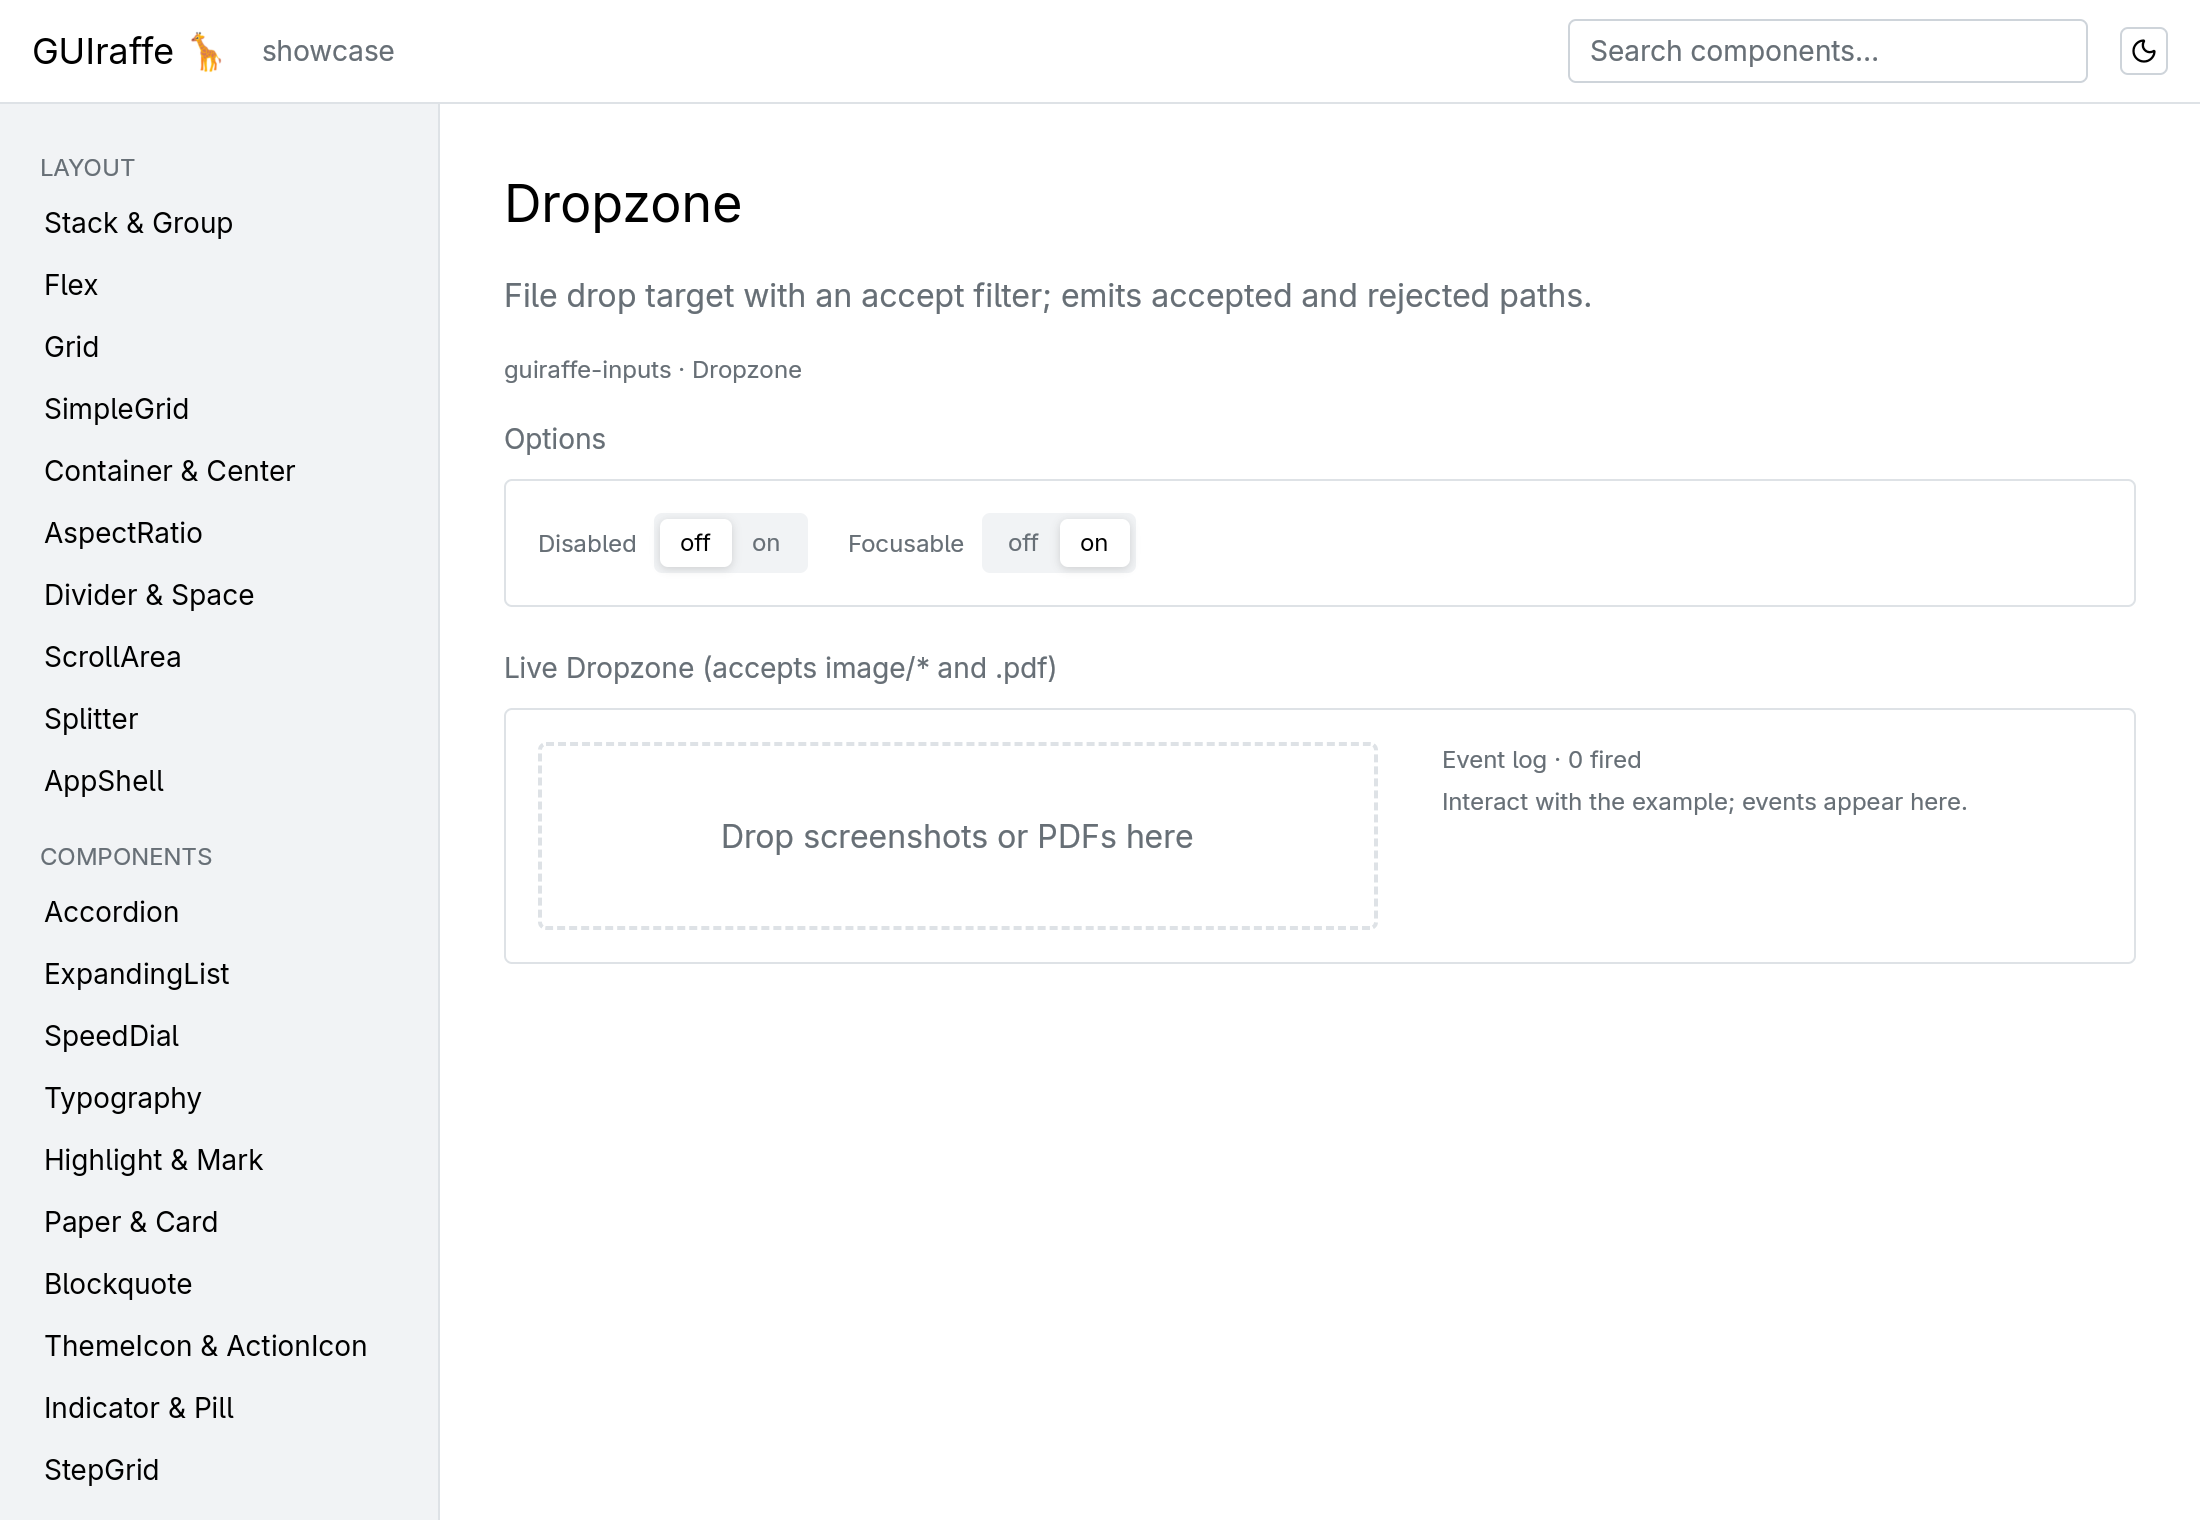 GUIraffe 🦒 showcase
Search components...
LAYOUT
Stack & Group
Flex
Grid
SimpleGrid
Container & Center
AspectRatio
Divider & Space
ScrollArea
Splitter
AppShell
COMPONENTS
Accordion
ExpandingList
SpeedDial
Typography
Highlight & Mark
Paper & Card
Blockquote
ThemeIcon & ActionIcon
Indicator & Pill
StepGrid
Dropzone
File drop target with an accept filter; emits accepted and rejected paths.
guiraffe-inputs · Dropzone
Options
Disabled off on Focusable off on
Live Dropzone (accepts image/* and .pdf)
Drop screenshots or PDFs here
Event log · 0 fired
Interact with the example; events appear here.